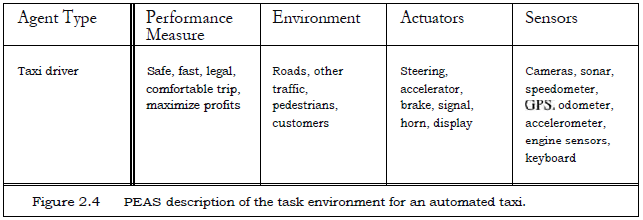 Agent Type
Performance Measure
Environment
Actuators
Sensors
Taxi driver
Safe, fast, legal,
comfortable trip,
maximize profits
Roads, other
traffic,
pedestrians,
customers
Steering,
accelerator,
brake, signal,
horn, display
Cameras, sonar,
speedometer,
GPS, odometer,
accelerometer,
engine sensors,
keyboard
Figure 2.4 PEAS description of the task environment for an automated taxi.